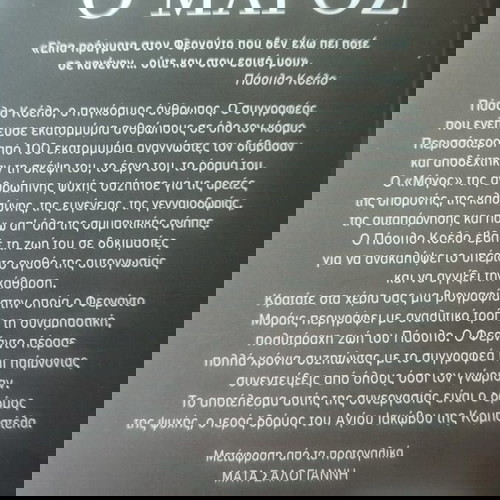 Ο ΜΑΓΟΣ
«Είπα πράγματα στον Φερνάντο που δεν έχω πει ποτέ
σε κανέναν... ούτε καν στον εαυτό μου».
Πάουλο Κοέλο
Πάουλο Κοέλο, ο παγκόσμιος άνθρωπος. Ο συγγραφέας
που ενέπνευσε εκατομμύρια ανθρώπους σε όλο τον κόσμο.
Περισσότεροι από 100 εκατομμύρια αναγνώστες τον διάβασαν
και αποδέχτηκαν τη σκέψη του, το έργο του, το όραμά του.
Ο «Μάγος» της ανθρώπινης ψυχής συζήτησε για τις αρετές
της υπομονής, της καλοσύνης, της ευγένειας, της γενναιοδωρίας,
της αυταπάρνησης και πάνω απ' όλα της συμπαντικής αγάπης.
Ο Πάουλο Κοέλο έβαλε τη ζωή του σε δοκιμασίες
για να ανακαλύψει το υπέρτατο αγαθό της αυτογνωσίας
και να αγγίξει την κάθαρση.
Κρατάτε στα χέρια σας μια βιογραφία
στην οποία ο Φερνάντο
Μοράις περιγράφει με αναλυτικό τρόπο τη συναρπαστική,
πολυτάραχη ζωή του Πάουλο. Ο Φερνάντο πέρασε
πολλά χρόνια συζητώντας με το συγγραφέα και παίρνοντας
συνεντεύξεις από όλους όσοι τον γνώρισαν.
Το αποτέλεσμα αυτής της συνεργασίας είναι ο δρόμος
της ψυχής, ο ιερός δρόμος του Αγίου Ιακώβου της Κομποστέλα.
Μετάφραση από τα πορτογαλικά
ΜΑΪΑ ΣΑΛΟΓΙΑΝΝΗ